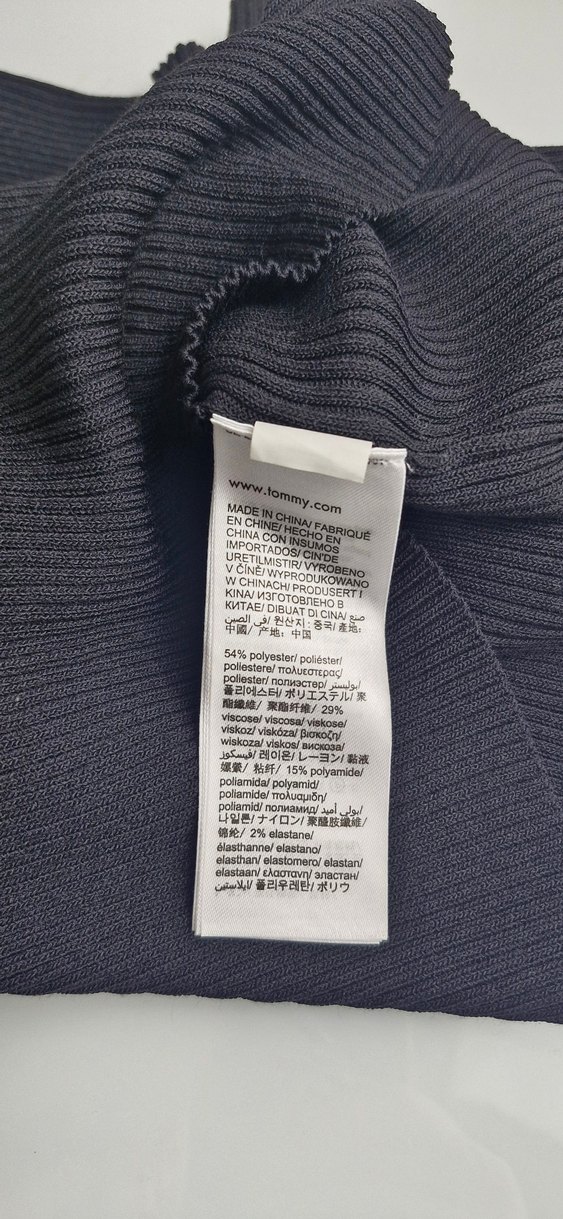 www.tommy.com
MADE IN CHINA/ FABRIQUÉ
EN CHINE/ HECHO EN
CHINA CON INSUMOS
IMPORTADOS/ CIN'DE
URETILMISTIR/ VYROBENO
V ČÍNĚ/ WYPRODUKOWANO
W CHINACH/ PRODUSERT I
KINA/ ИЗГОТОВЛЕНО В
КИТАЕ/ DIBUAT DI CINA/ صنع
في الصين/ 원산지 : 중국/ 產地:
中國/ 产地: 中国
54% polyester/ poliéster/
poliestere/ πολυεστερας/
poliester/ полиэстер/ بوليستر/
폴리에스터/ ポリエステル/ 聚
酯纖維/ 聚酯纤维/ 29%
viscose/ viscosa/ viskose/
viskoz/ viskóza/ βισκοζη/
wiskoza/ viskos/ вискоза/
فيسكوز/ 레이온/ レーヨン/ 黏液
嫘縈/ 粘纤/ 15% polyamide/
poliamida/ polyamid/
poliamide/ πολυαμιδη/
poliamid/ полиамид/ بولي أميد/
나일론/ ナイロン/ 聚醯胺纖維/
锦纶/ 2% elastane/
élasthanne/ elastano/
elasthan/ elastomero/ elastan/
elastaan/ ελαστανη/ эластан/
ايلاستين/ 폴리우레탄/ ポリウ